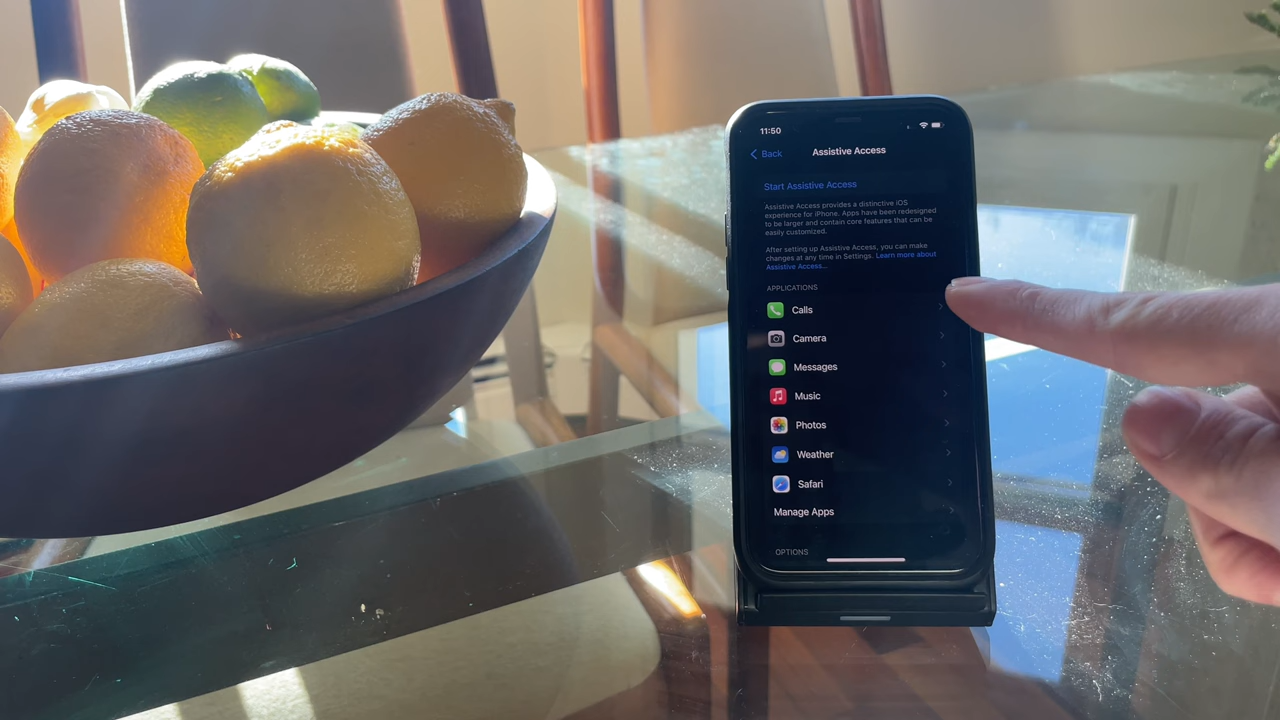 11:50
Back
Assistive Access
Start Assistive Access
Assistive Access provides a distinctive iOS
experience for iPhone. Apps have been redesigned
to be larger and contain core features that can be
easily customized.
After setting up Assistive Access, you can make
changes at any time in Settings. Learn more about
Assistive Access...
APPLICATIONS
Calls
Camera
Messages
Music
Photos
Weather
Safari
Manage Apps
OPTIONS